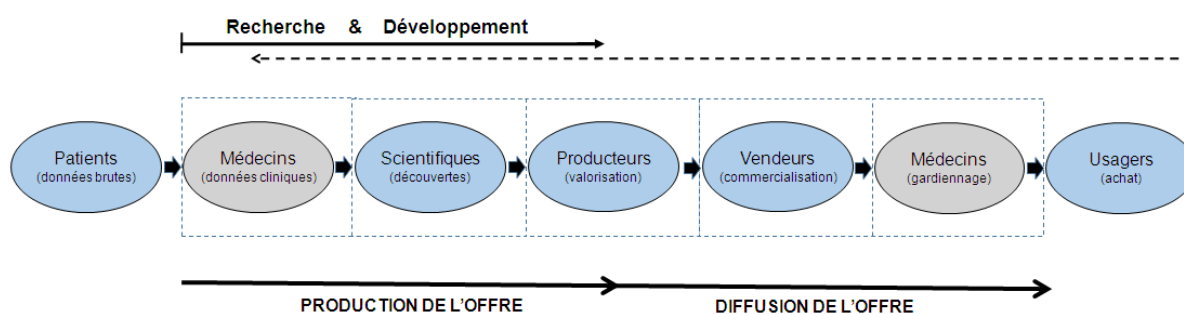 Recherche & Développement
Patients
(données brutes)
Médecins
(données cliniques)
Scientifiques
(découvertes)
Producteurs
(valorisation)
Vendeurs
(commercialisation)
Médecins
(gardiennage)
Usagers
(achat)
PRODUCTION DE L'OFFRE
DIFFUSION DE L'OFFRE